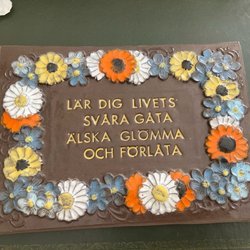 LÄR DIG LIVETS
SVÅRA GÅTA
ÄLSKA GLÖMMA
OCH FÖRLÅTA